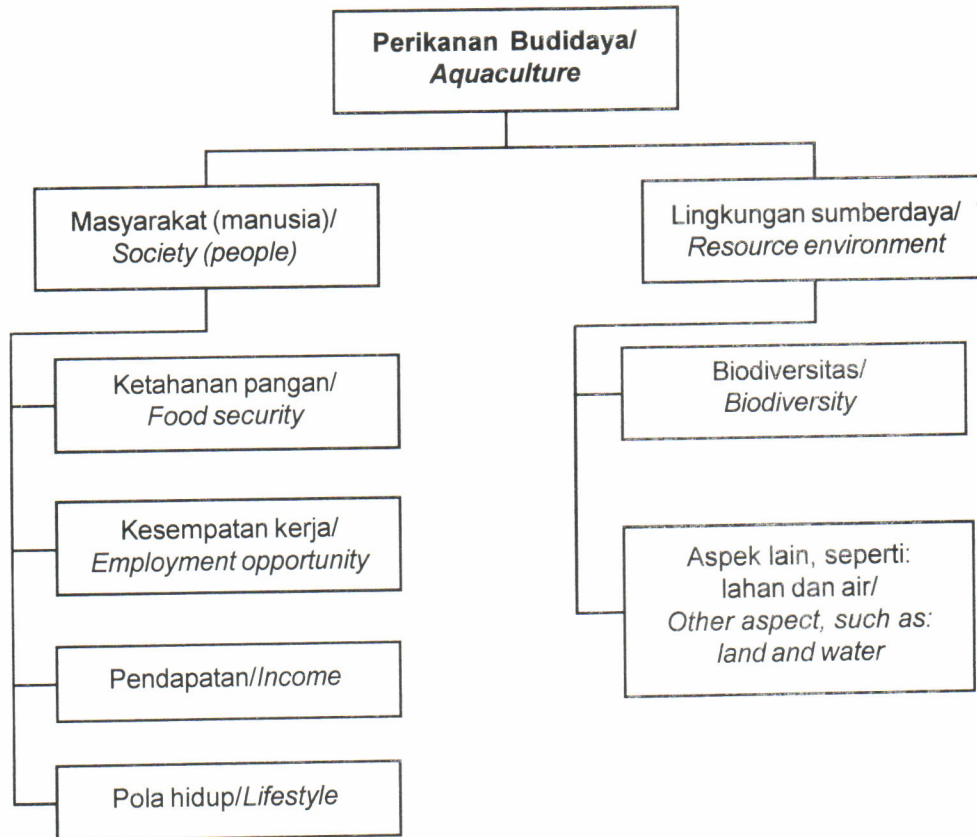 Perikanan Budidaya/
Aquaculture
Masyarakat (manusia)/
Society (people)
Ketahanan pangan/
Food security
Kesempatan kerja/
Employment opportunity
Pendapatan/Income
Pola hidup/Lifestyle
Lingkungan sumberdaya/
Resource environment
Biodiversitas/
Biodiversity
Aspek lain, seperti:
lahan dan air/
Other aspect, such as:
land and water